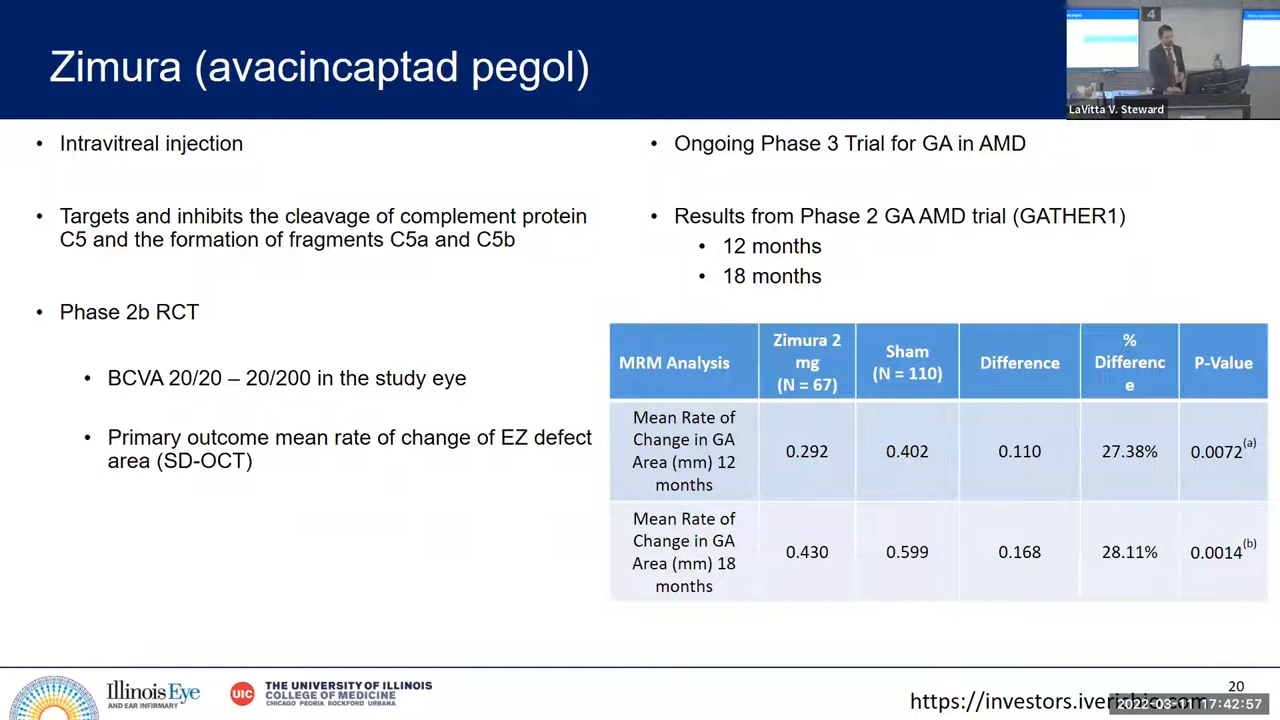 Zimura (avacincaptad pegol)
4
LaVitta V. Steward
• Intravitreal injection
• Targets and inhibits the cleavage of complement protein
C5 and the formation of fragments C5a and C5b
• Phase 2b RCT
• BCVA 20/20 – 20/200 in the study eye
• Primary outcome mean rate of change of EZ defect
area (SD-OCT)
• Ongoing Phase 3 Trial for GA in AMD
• Results from Phase 2 GA AMD trial (GATHER1)
• 12 months
• 18 months
MRM Analysis
Zimura 2
mg
(N = 67)
Sham
(N = 110)
Difference
%
Differenc
e
P-Value
Mean Rate of
Change in GA
Area (mm) 12
months
0.292
0.402
0.110
27.38%
0.0072(a)
Mean Rate of
Change in GA
Area (mm) 18
months
0.430
0.599
0.168
28.11%
0.0014(b)
Illinois Eye
AND EAR INFIRMARY
UIC
THE UNIVERSITY OF ILLINOIS
COLLEGE OF MEDICINE
CHICAGO PEORIA ROCKFORD URBANA
20
https://investors.iverisbio.com
2022-03-11 17:42:57